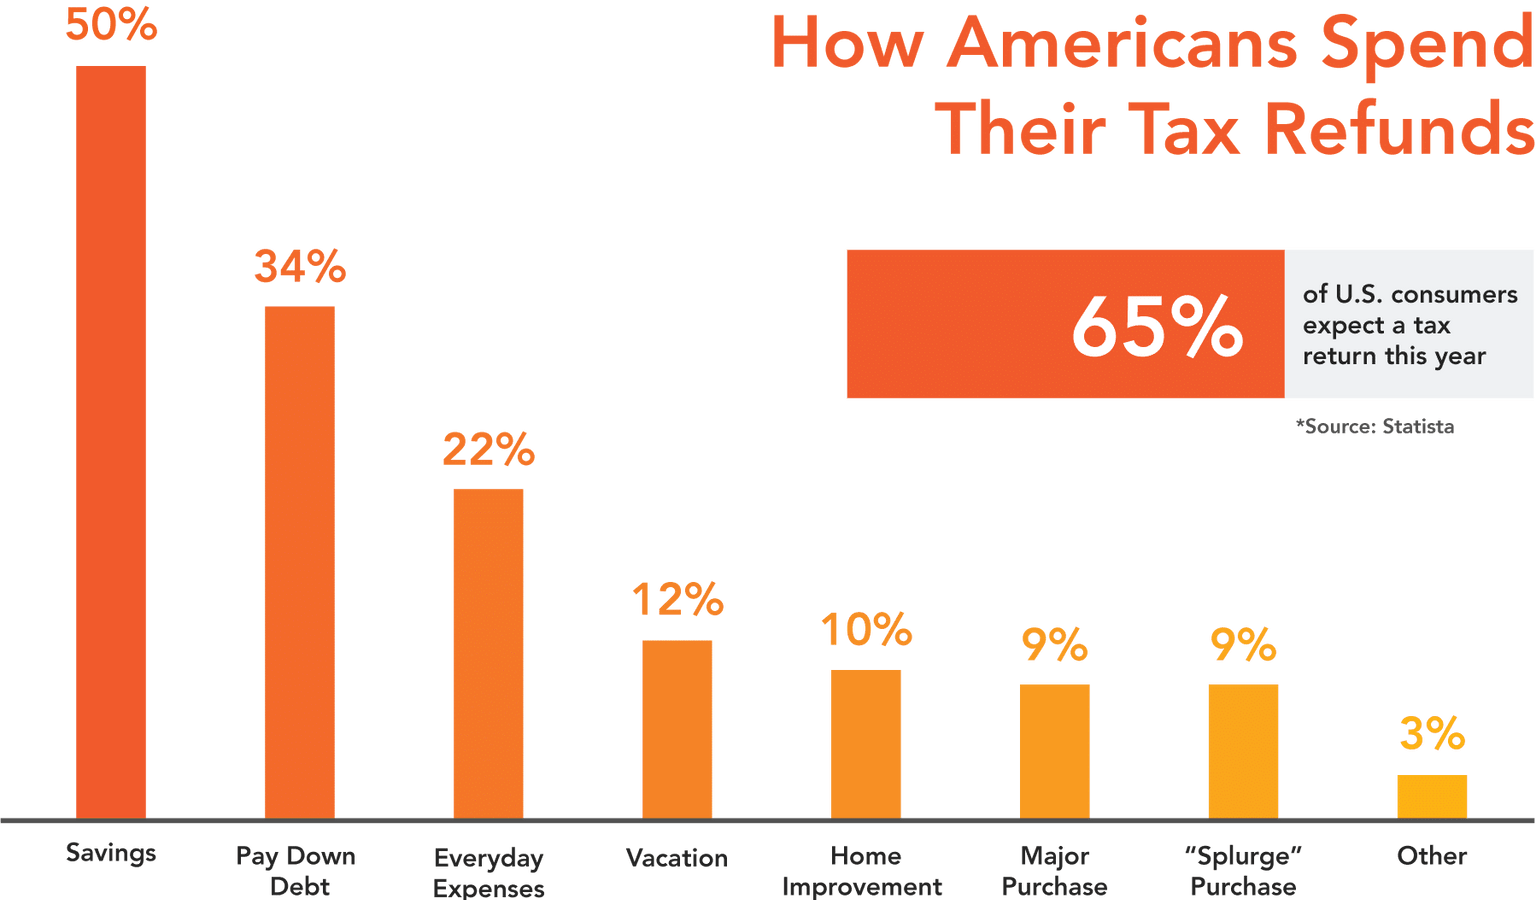 How Americans Spend
Their Tax Refunds
65%
of U.S. consumers
expect a tax
return this year
*Source: Statista
50%
34%
22%
12%
10%
9%
9%
3%
Savings
Pay Down
Debt
Everyday
Expenses
Vacation
Home
Improvement
Major
Purchase
”Splurge”
Purchase
Other